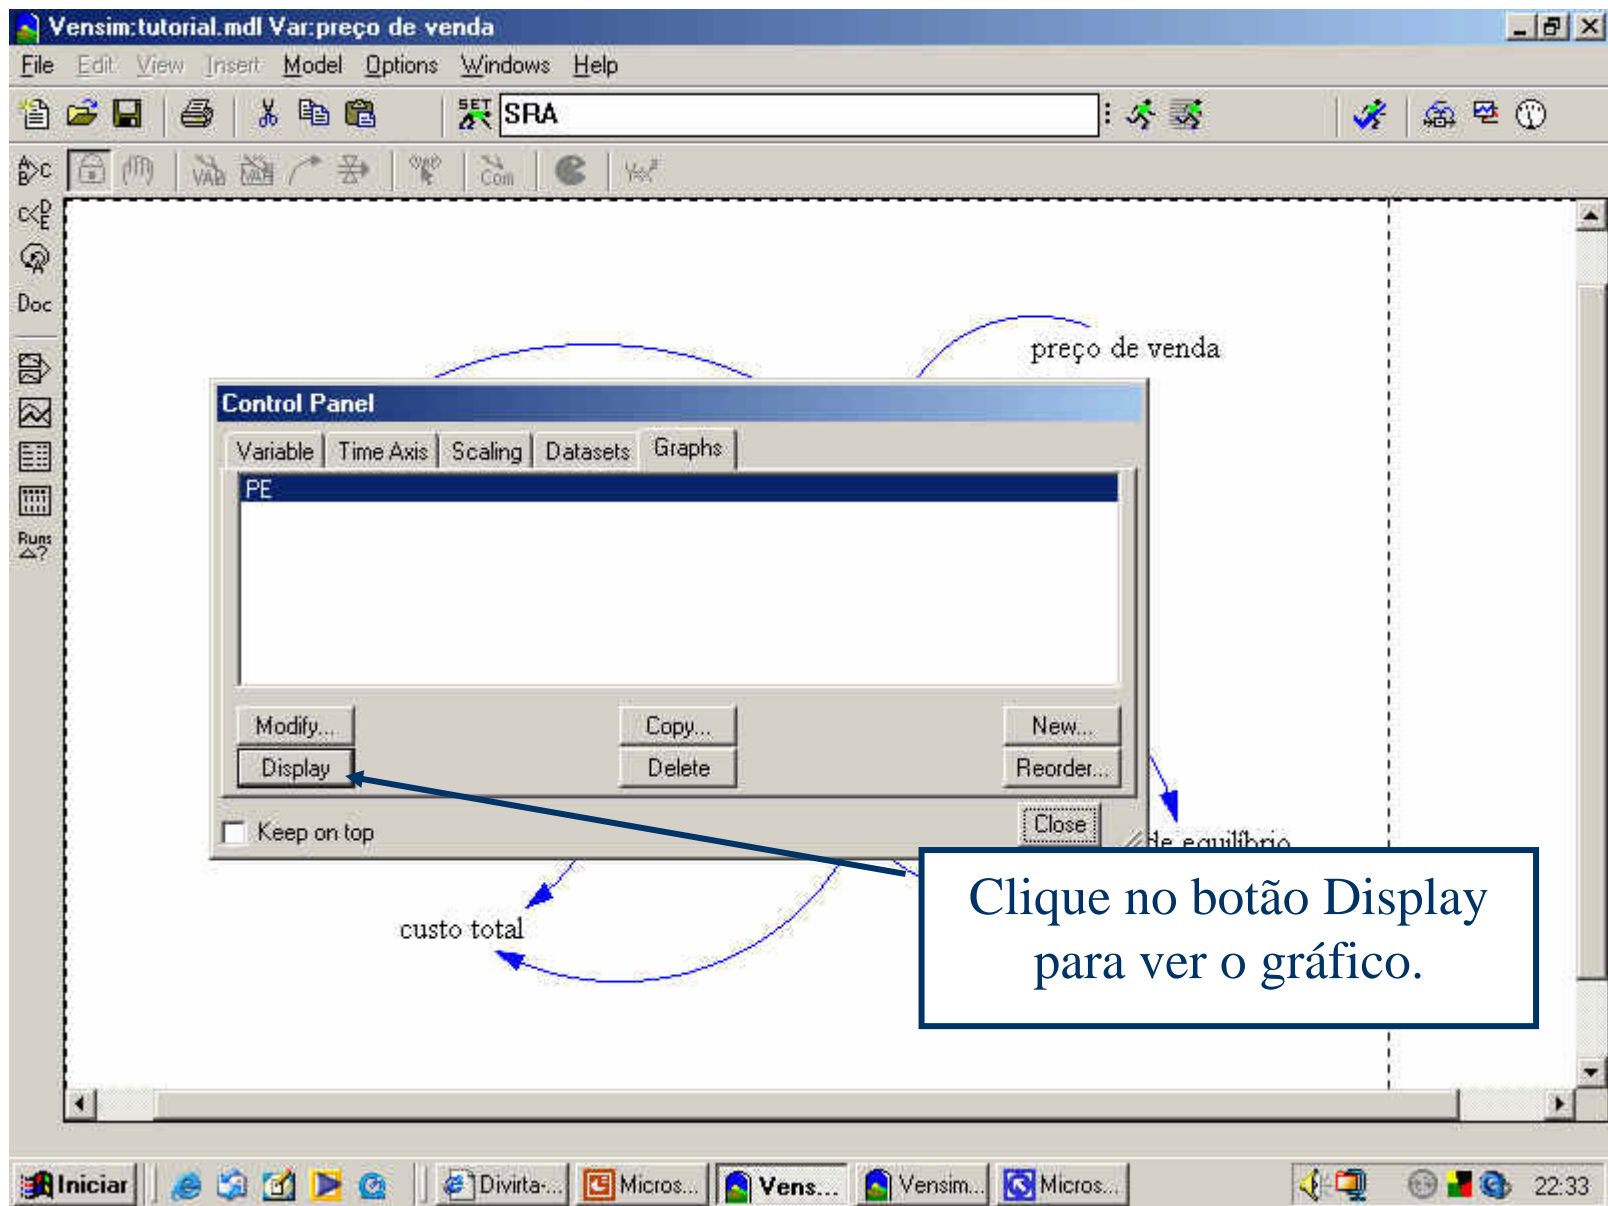 Vensim:tutorial.mdl Var:preço de venda
File Edit View Insert Model Options Windows Help
SET SRA
A>B C VAR Com
C<D E
Doc
Runs
△?
preço de venda
Control Panel
Variable Time Axis Scaling Datasets Graphs
PE
Modify... Copy... New...
Display Delete Reorder...
Keep on top Close
de equilíbrio
custo total
Clique no botão Display
para ver o gráfico.
Iniciar Divirta-... Micros... Vens... Vensim... Micros... 22:33